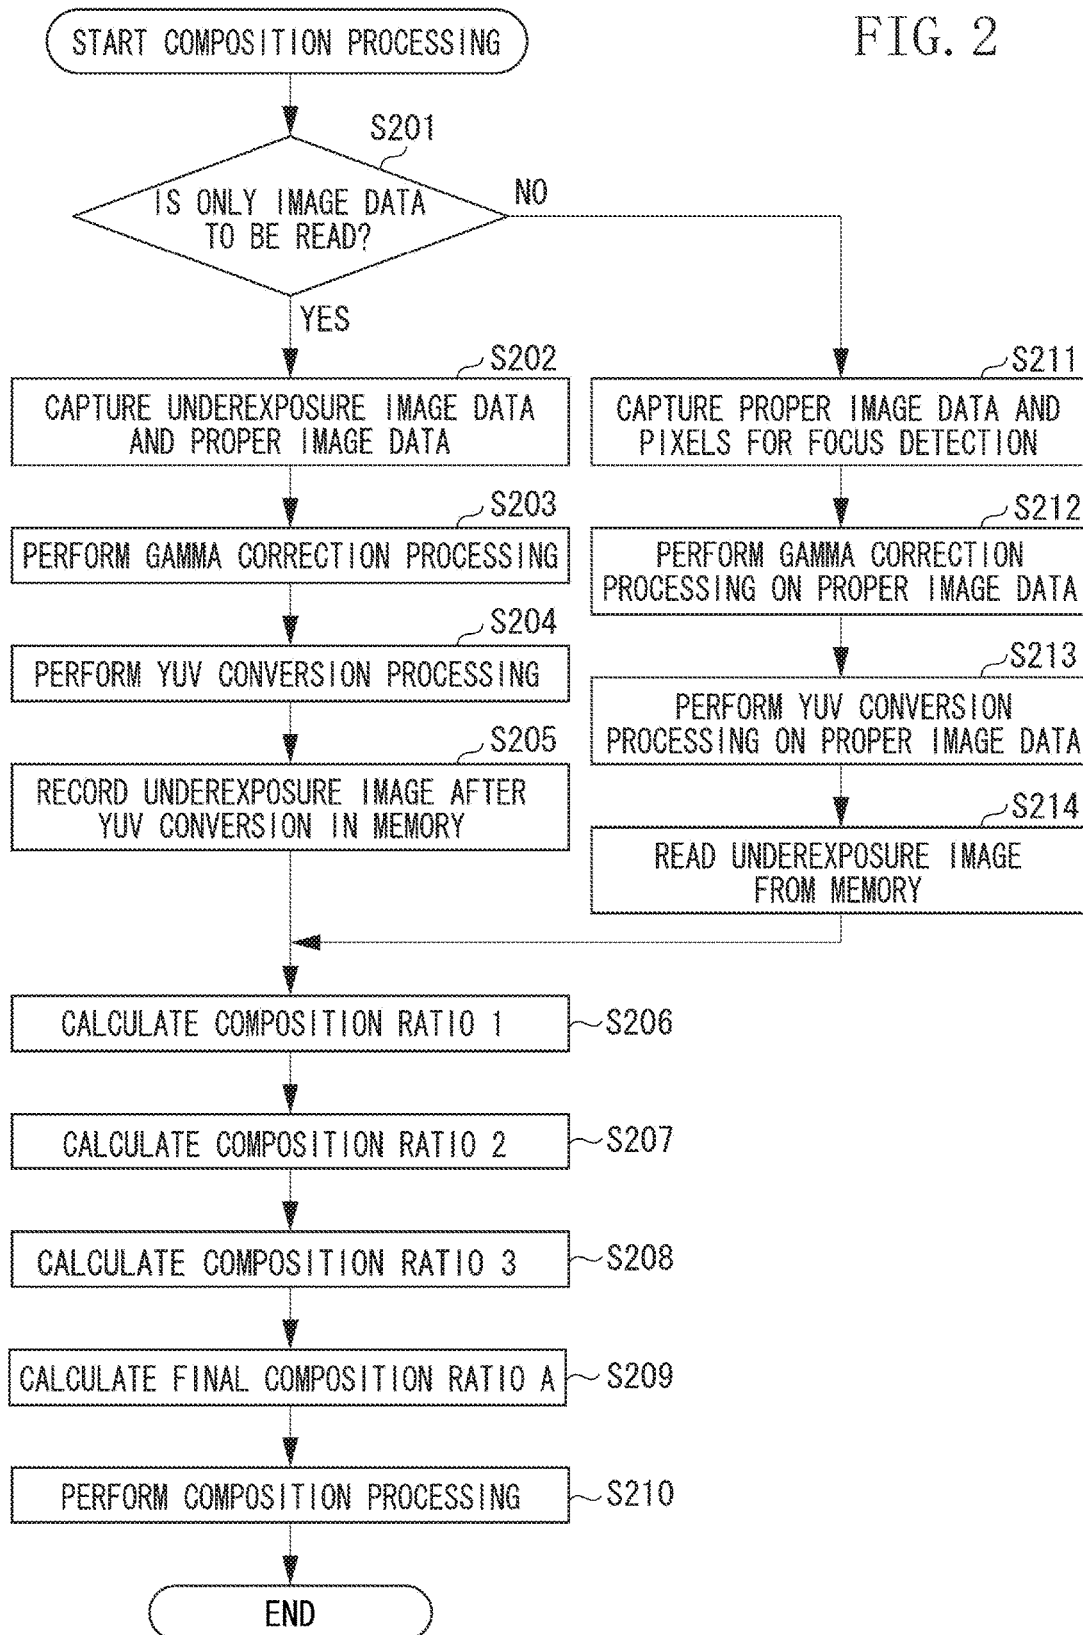 FIG. 2
START COMPOSITION PROCESSING
S201
IS ONLY IMAGE DATA
TO BE READ?
NO
YES
S202
CAPTURE UNDEREXPOSURE IMAGE DATA
AND PROPER IMAGE DATA
S203
PERFORM GAMMA CORRECTION PROCESSING
S204
PERFORM YUV CONVERSION PROCESSING
S205
RECORD UNDEREXPOSURE IMAGE AFTER
YUV CONVERSION IN MEMORY
S211
CAPTURE PROPER IMAGE DATA AND
PIXELS FOR FOCUS DETECTION
S212
PERFORM GAMMA CORRECTION
PROCESSING ON PROPER IMAGE DATA
S213
PERFORM YUV CONVERSION
PROCESSING ON PROPER IMAGE DATA
S214
READ UNDEREXPOSURE IMAGE
FROM MEMORY
CALCULATE COMPOSITION RATIO 1
S206
CALCULATE COMPOSITION RATIO 2
S207
CALCULATE COMPOSITION RATIO 3
S208
CALCULATE FINAL COMPOSITION RATIO A
S209
PERFORM COMPOSITION PROCESSING
S210
END